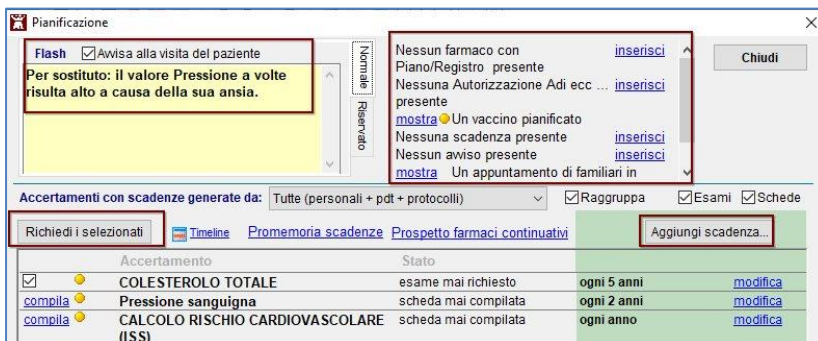 Pianificazione
Flash Avvisa alla visita del paziente
Per sostituto: il valore Pressione a volte
risulta alto a causa della sua ansia.
Normale
Riservato
Nessun farmaco con inserisci
Piano/Registro presente
Nessuna Autorizzazione Adi ecc ... inserisci
presente
mostra Un vaccino pianificato
Nessuna scadenza presente inserisci
Nessun avviso presente inserisci
mostra Un appuntamento di familiari in
Chiudi
Accertamenti con scadenze generate da: Tutte (personali + pdt + protocolli) Raggruppa Esami Schede
Richiedi i selezionati Timeline Promemoria scadenze Prospetto farmaci continuativi Aggiungi scadenza...
Accertamento Stato
COLESTEROLO TOTALE esame mai richiesto ogni 5 anni modifica
compila Pressione sanguigna scheda mai compilata ogni 2 anni modifica
compila CALCOLO RISCHIO CARDIOVASCOLARE scheda mai compilata ogni anno modifica
(ISS)